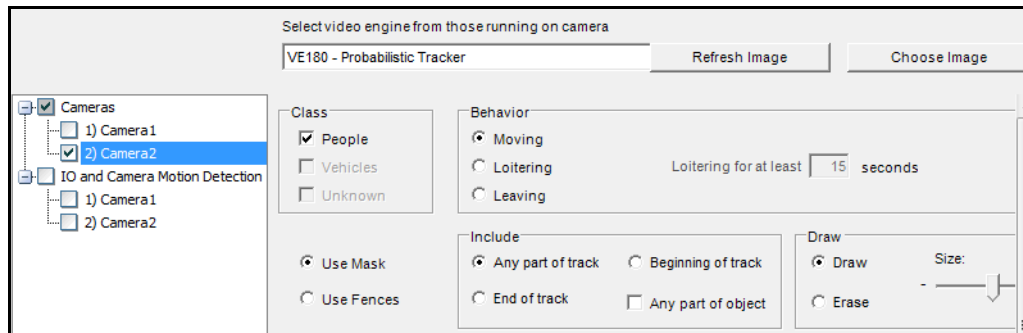 Select video engine from those running on camera
VE180 - Probabilistic Tracker
Refresh Image
Choose Image
Cameras
1) Camera1
2) Camera2
IO and Camera Motion Detection
1) Camera1
2) Camera2
Class
People
Vehicles
Unknown
Behavior
Moving
Loitering
Loitering for at least 15 seconds
Leaving
Use Mask
Use Fences
Include
Any part of track
Beginning of track
End of track
Any part of object
Draw
Draw
Size:
-
Erase